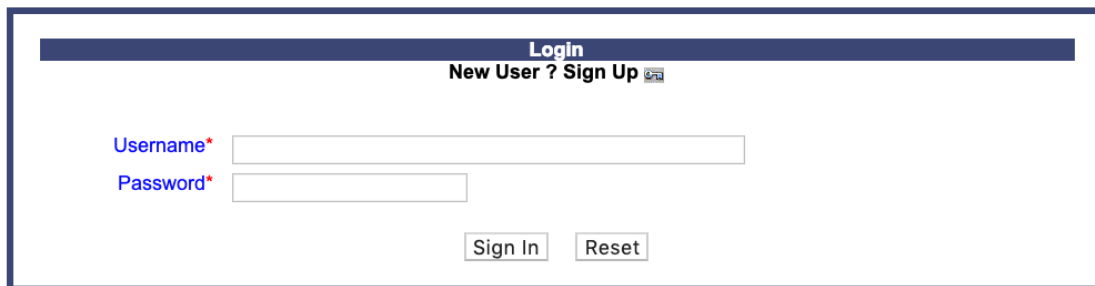 Login
New User ? Sign Up
Username*
Password*
Sign In Reset